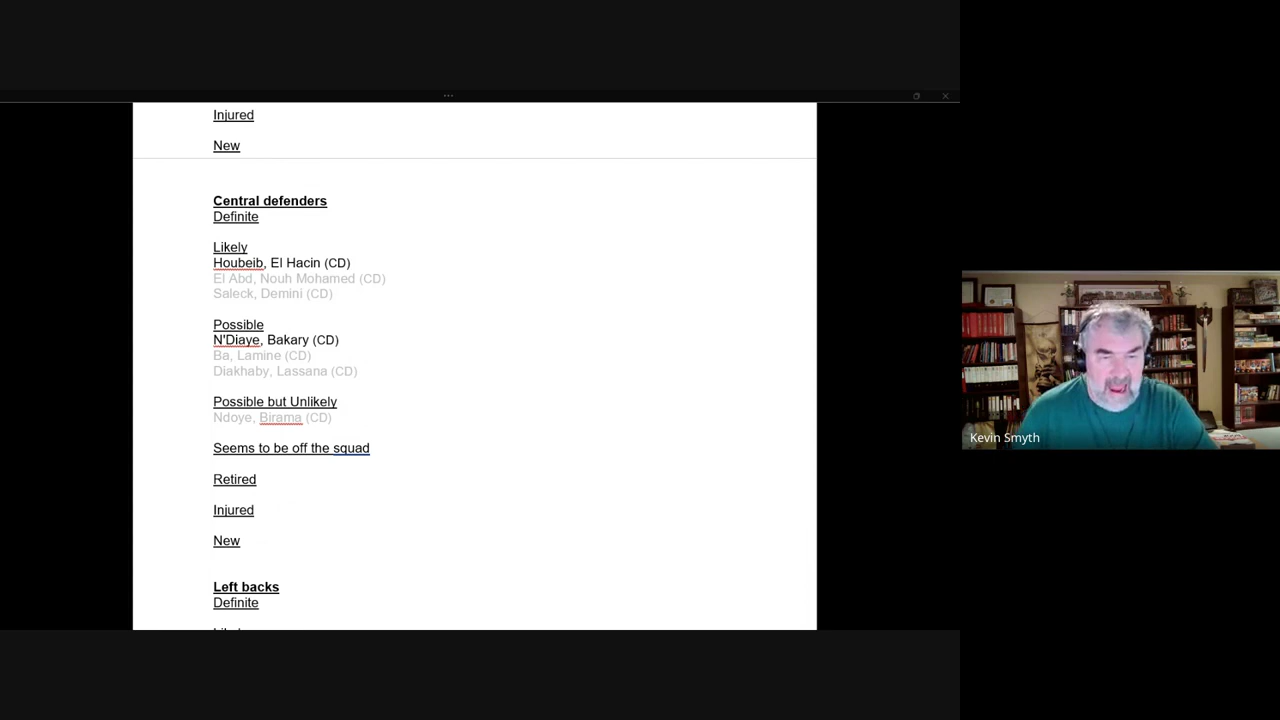 Injured
New
Central defenders
Definite
Likely
Houbeib, El Hacin (CD)
El Abd, Nouh Mohamed (CD)
Saleck, Demini (CD)
Possible
N'Diaye, Bakary (CD)
Ba, Lamine (CD)
Diakhaby, Lassana (CD)
Possible but Unlikely
Ndoye, Birama (CD)
Seems to be off the squad
Retired
Injured
New
Left backs
Definite
Kevin Smyth